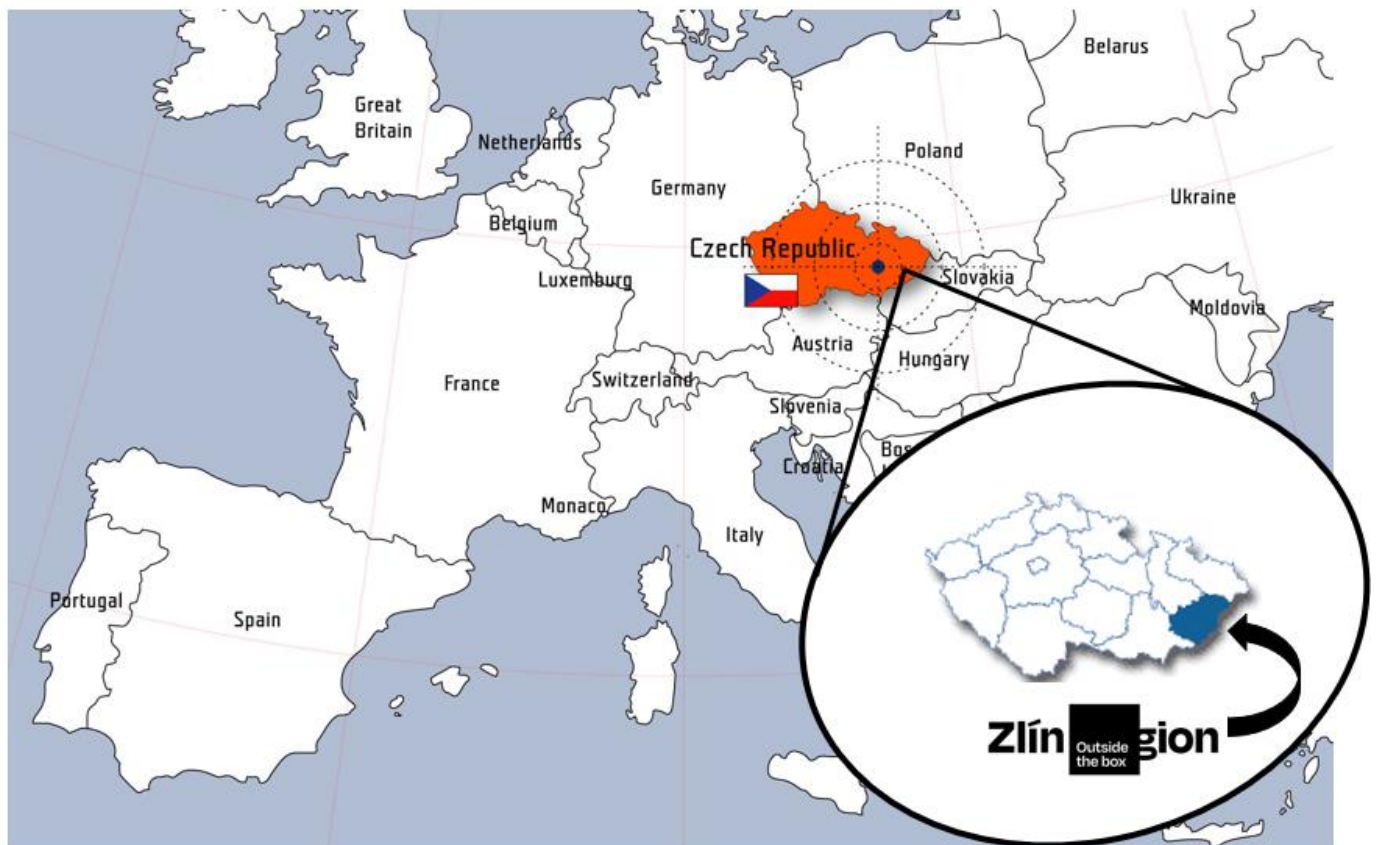 Belarus
Great
Britain
Netherlands
Poland
Germany
Ukraine
Belgium
Czech Republic
Luxemburg
Slovakia
Moldovia
Austria
Hungary
Switzerland
France
Slovenia
Croatia
Monaco
Italy
Portugal
Spain
Zlín gion
Outside
the box